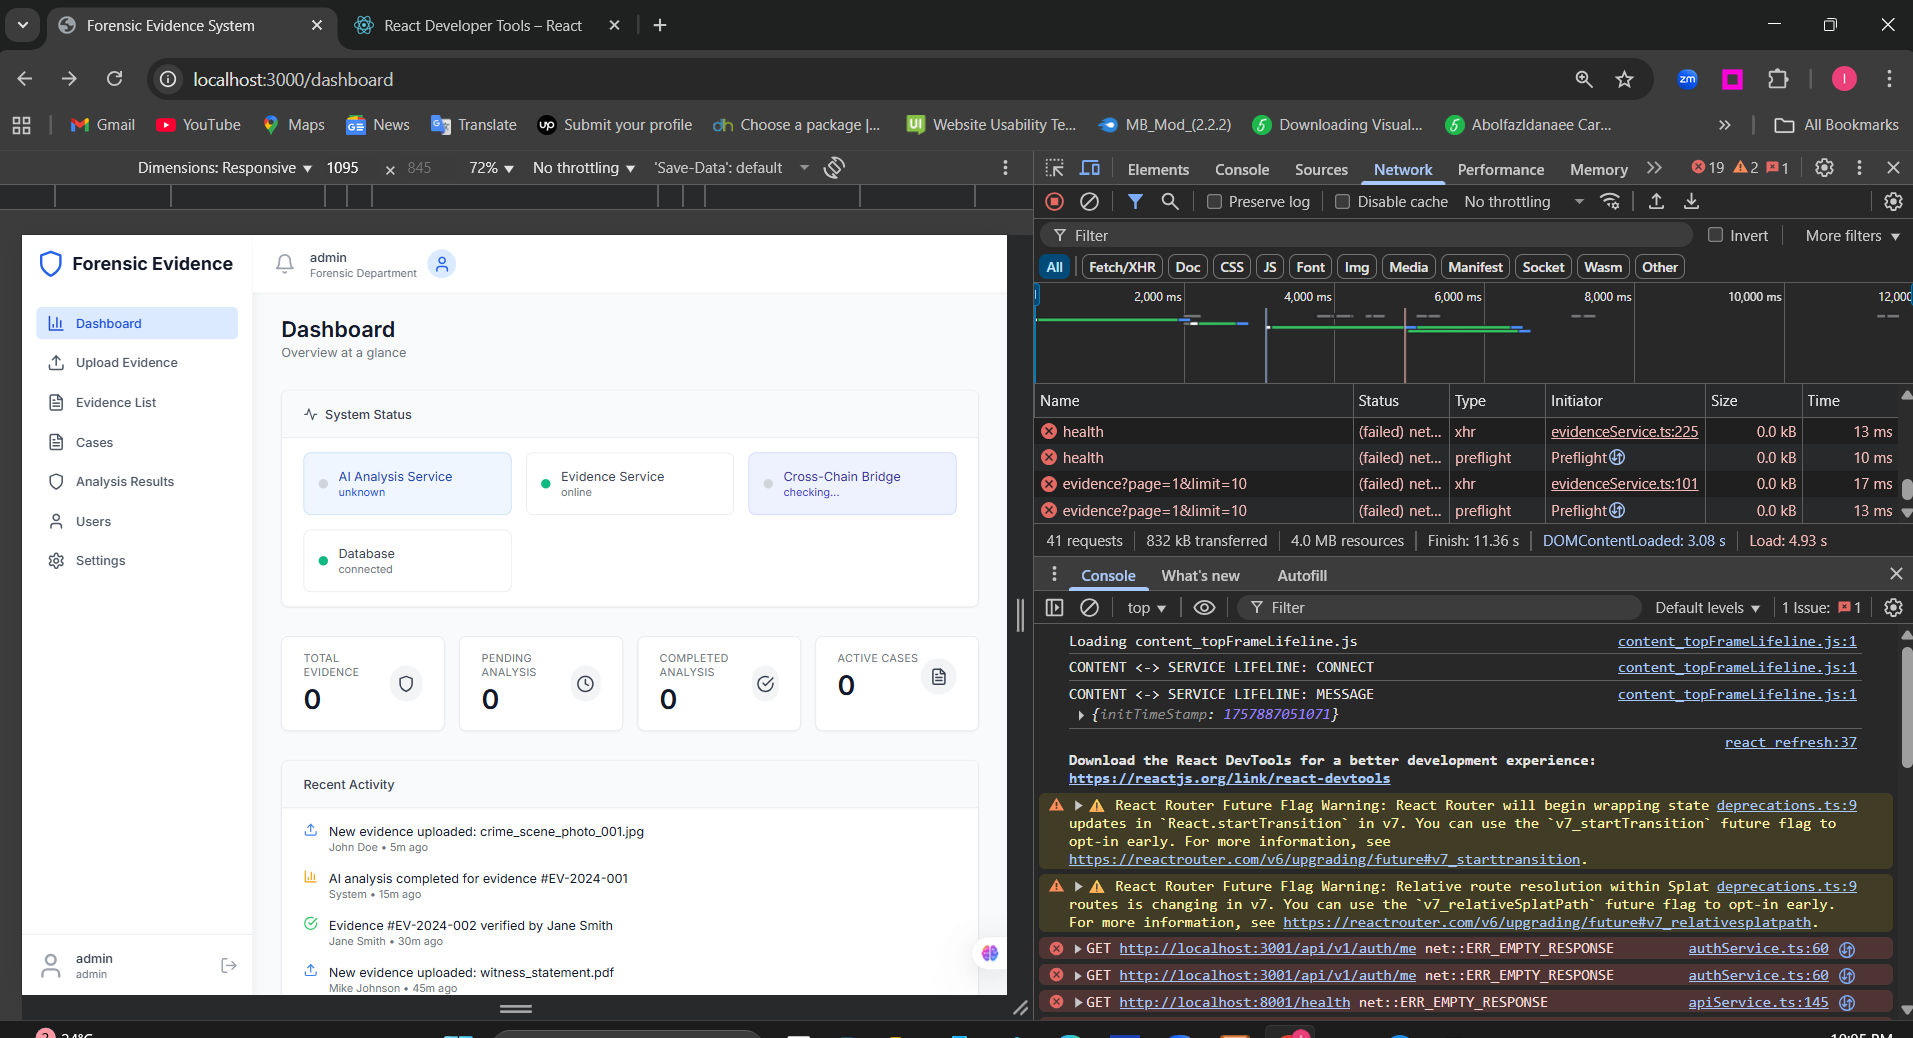 Forensic Evidence System
React Developer Tools – React
localhost:3000/dashboard
zm
I
Gmail
YouTube
Maps
News
Translate
up
Submit your profile
dh
Choose a package |...
UI
Website Usability Te...
MB_Mod_(2.2.2)
Downloading Visual...
AbolfazIdanaee Car...
»
All Bookmarks
Dimensions: Responsive
1095
×
845
72%
No throttling
'Save-Data': default
Elements
Console
Sources
Network
Performance
Memory
19
2
1
Preserve log
Disable cache
No throttling
Filter
Invert
More filters
All
Fetch/XHR
Doc
CSS
JS
Font
Img
Media
Manifest
Socket
Wasm
Other
2,000 ms
4,000 ms
6,000 ms
8,000 ms
10,000 ms
12,000
Name
Status
Type
Initiator
Size
Time
health
(failed) net...
xhr
evidenceService.ts:225
0.0 kB
13 ms
health
(failed) net...
preflight
Preflight
0.0 kB
10 ms
evidence?page=1&limit=10
(failed) net...
xhr
evidenceService.ts:101
0.0 kB
17 ms
evidence?page=1&limit=10
(failed) net...
preflight
Preflight
0.0 kB
13 ms
41 requests
832 kB transferred
4.0 MB resources
Finish: 11.36 s
DOMContentLoaded: 3.08 s
Load: 4.93 s
Console
What's new
Autofill
top
Filter
Default levels
1 Issue:
1
Loading content_topFrameLifeline.js
content_topFrameLifeline.js:1
CONTENT <-> SERVICE LIFELINE: CONNECT
content_topFrameLifeline.js:1
CONTENT <-> SERVICE LIFELINE: MESSAGE
content_topFrameLifeline.js:1
{initTimeStamp: 1757887051071}
react refresh:37
Download the React DevTools for a better development experience:
https://reactjs.org/link/react-devtools
React Router Future Flag Warning: React Router will begin wrapping state
deprecations.ts:9
updates in `React.startTransition` in v7. You can use the `v7_startTransition` future flag to
opt-in early. For more information, see
https://reactrouter.com/v6/upgrading/future#v7_starttransition.
React Router Future Flag Warning: Relative route resolution within Splat
deprecations.ts:9
routes is changing in v7. You can use the `v7_relativeSplatPath` future flag to opt-in early.
For more information, see https://reactrouter.com/v6/upgrading/future#v7_relativesplatpath.
GET http://localhost:3001/api/v1/auth/me net::ERR_EMPTY_RESPONSE
authService.ts:60
GET http://localhost:3001/api/v1/auth/me net::ERR_EMPTY_RESPONSE
authService.ts:60
GET http://localhost:8001/health net::ERR_EMPTY_RESPONSE
apiService.ts:145
Forensic Evidence
Dashboard
Upload Evidence
Evidence List
Cases
Analysis Results
Users
Settings
admin
admin
admin
Forensic Department
Dashboard
Overview at a glance
System Status
AI Analysis Service
unknown
Evidence Service
online
Cross-Chain Bridge
checking...
Database
connected
TOTAL
EVIDENCE
0
PENDING
ANALYSIS
0
COMPLETED
ANALYSIS
0
ACTIVE CASES
0
Recent Activity
New evidence uploaded: crime_scene_photo_001.jpg
John Doe • 5m ago
AI analysis completed for evidence #EV-2024-001
System • 15m ago
Evidence #EV-2024-002 verified by Jane Smith
Jane Smith • 30m ago
New evidence uploaded: witness_statement.pdf
Mike Johnson • 45m ago